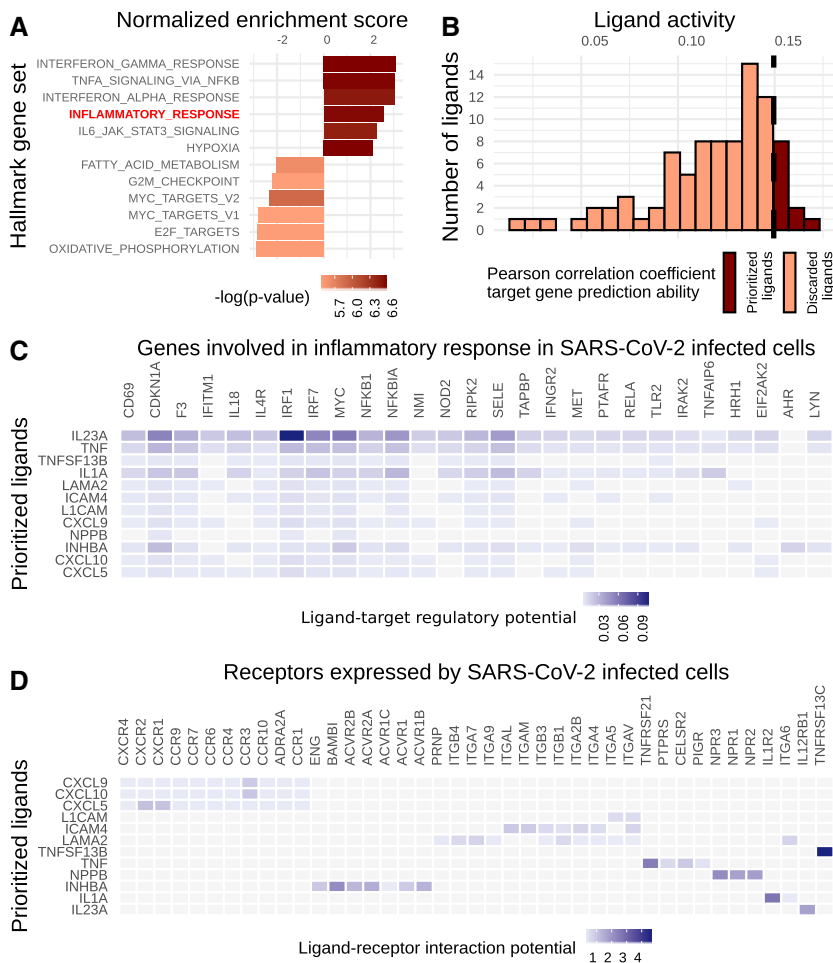 A
Normalized enrichment score
-2
0
2
Hallmark gene set
INTERFERON_GAMMA_RESPONSE
TNFA_SIGNALING_VIA_NFKB
INTERFERON_ALPHA_RESPONSE
INFLAMMATORY_RESPONSE
IL6_JAK_STAT3_SIGNALING
HYPOXIA
FATTY_ACID_METABOLISM
G2M_CHECKPOINT
MYC_TARGETS_V2
MYC_TARGETS_V1
E2F_TARGETS
OXIDATIVE_PHOSPHORYLATION
-log(p-value)
5.7
6.0
6.3
6.6
B
Ligand activity
0.05
0.10
0.15
Number of ligands
14
12
10
8
6
4
2
0
Pearson correlation coefficient
target gene prediction ability
Prioritized
ligands
Discarded
ligands
C
Genes involved in inflammatory response in SARS-CoV-2 infected cells
CD69
CDKN1A
F3
IFITM1
IL18
IL4R
IRF1
IRF7
MYC
NFKB1
NFKBIA
NMI
NOD2
RIPK2
SELE
TAPBP
IFNGR2
MET
PTAFR
RELA
TLR2
IRAK2
TNFAIP6
HRH1
EIF2AK2
AHR
LYN
Prioritized ligands
IL23A
TNF
TNFSF13B
IL1A
LAMA2
ICAM4
L1CAM
CXCL9
NPPB
INHBA
CXCL10
CXCL5
Ligand-target regulatory potential
0.03
0.06
0.09
D
Receptors expressed by SARS-CoV-2 infected cells
CXCR4
CXCR2
CXCR1
CCR9
CCR7
CCR6
CCR4
CCR3
CCR10
ADRA2A
CCR1
ENG
BAMBI
ACVR2B
ACVR2A
ACVR1C
ACVR1
ACVR1B
PRNP
ITGB4
ITGA7
ITGA9
ITGAL
ITGAM
ITGB3
ITGB1
ITGA2B
ITGA4
ITGA5
ITGAV
TNFRSF21
PTPRS
CELSR2
PIGR
NPR3
NPR1
NPR2
IL1R2
ITGA6
IL12RB1
TNFRSF13C
Prioritized ligands
CXCL9
CXCL10
CXCL5
L1CAM
ICAM4
LAMA2
TNFSF13B
TNF
NPPB
INHBA
IL1A
IL23A
Ligand-receptor interaction potential
1 2 3 4